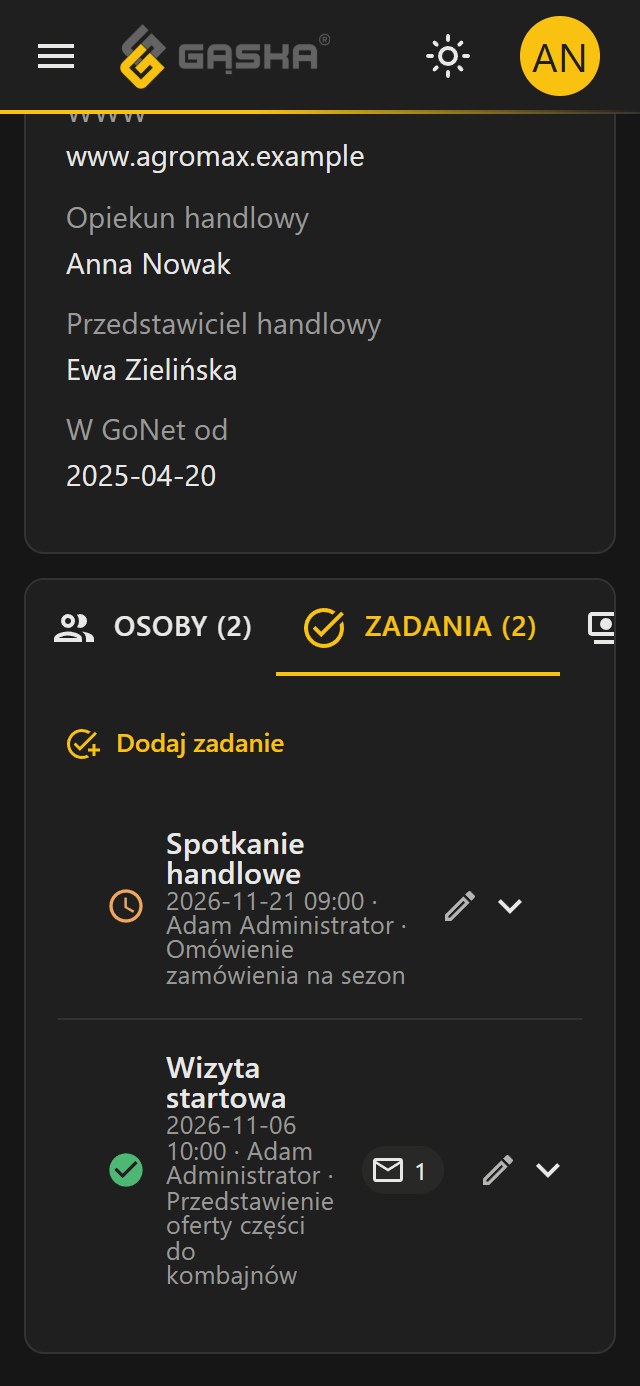 GĄSKA®
AN
WWW
www.agromax.example
Opiekun handlowy
Anna Nowak
Przedstawiciel handlowy
Ewa Zielińska
W GoNet od
2025-04-20
OSOBY (2)
ZADANIA (2)
Dodaj zadanie
Spotkanie
handlowe
2026-11-21 09:00 ·
Adam Administrator ·
Omówienie
zamówienia na sezon
Wizyta
startowa
2026-11-06
10:00 · Adam
Administrator ·
Przedstawienie
oferty części
do
kombajnów
1